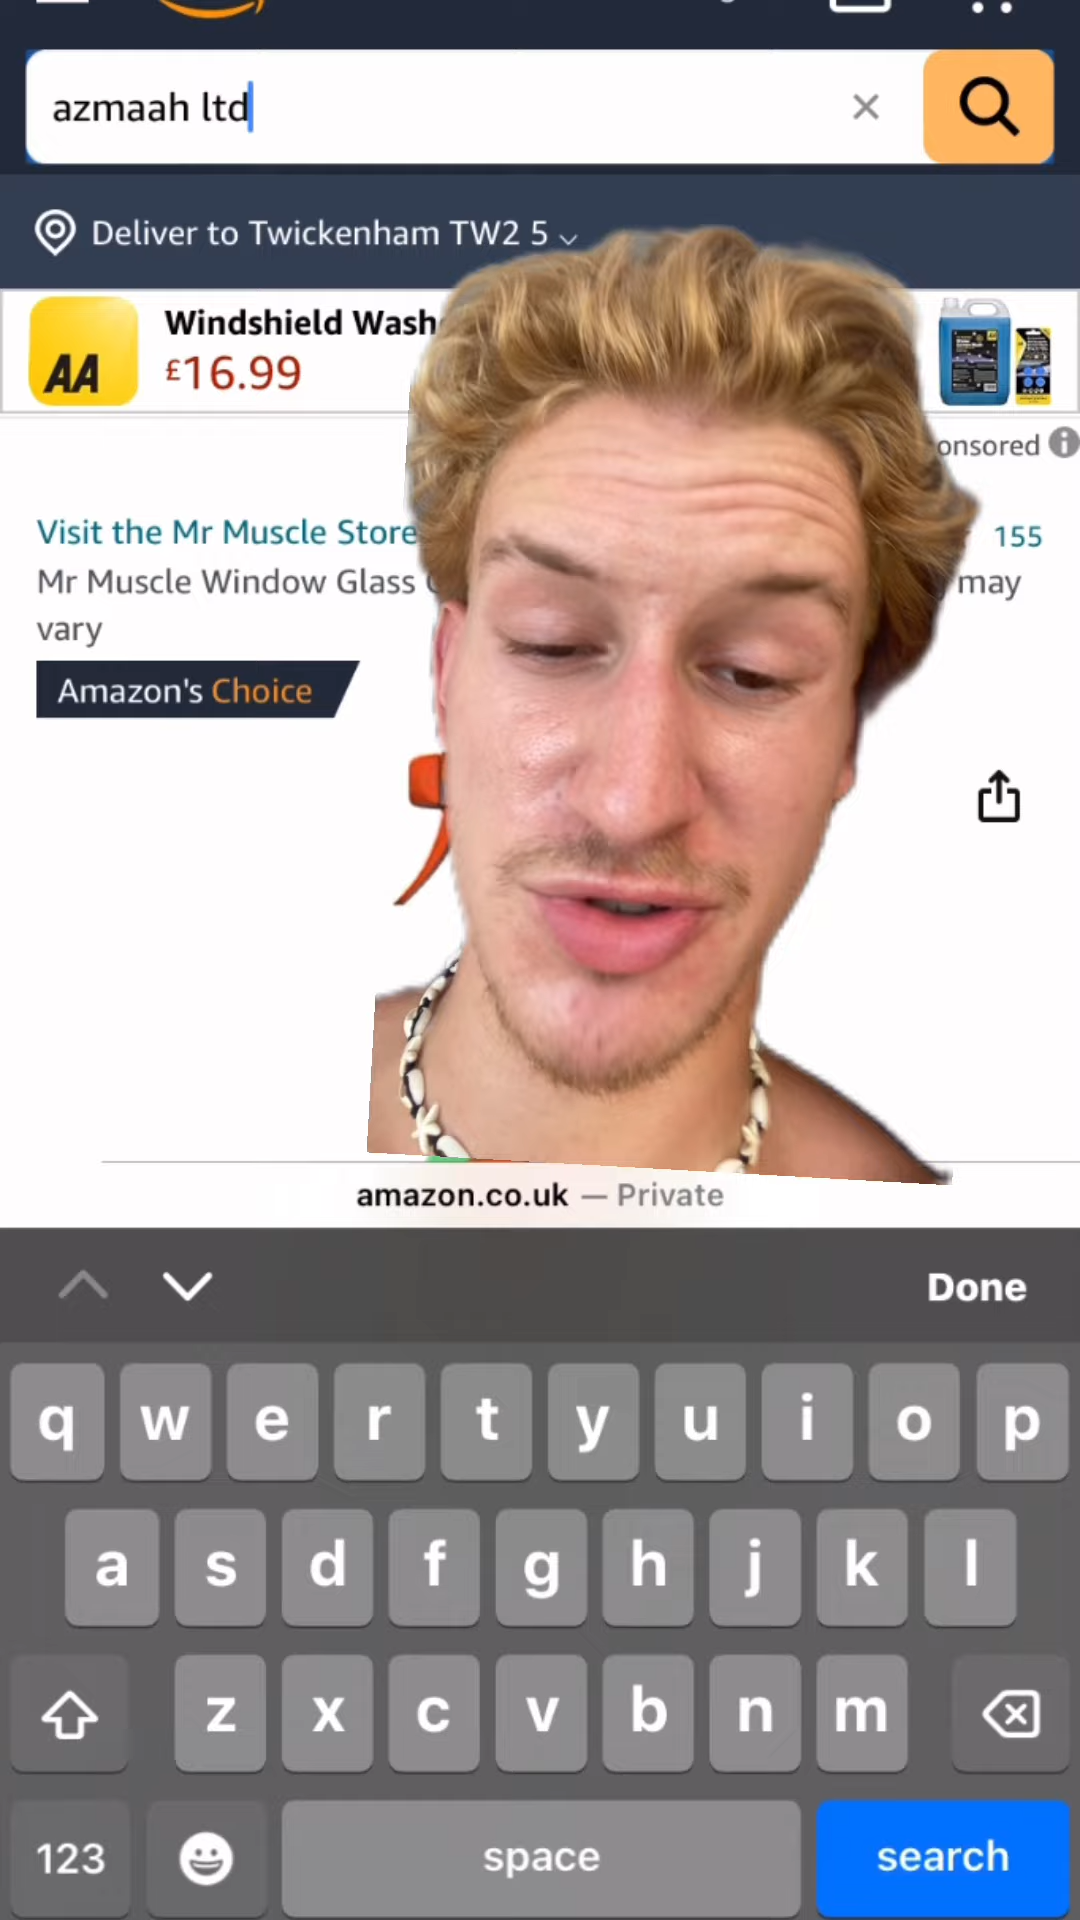 azmaah ltd
Deliver to Twickenham TW2 5
AA
Windshield Wash
£16.99
onsored
Visit the Mr Muscle Store
155
Mr Muscle Window Glass
may
vary
Amazon's Choice
amazon.co.uk — Private
Done
q w e r t y u i o p
a s d f g h j k l
z x c v b n m
123 space search